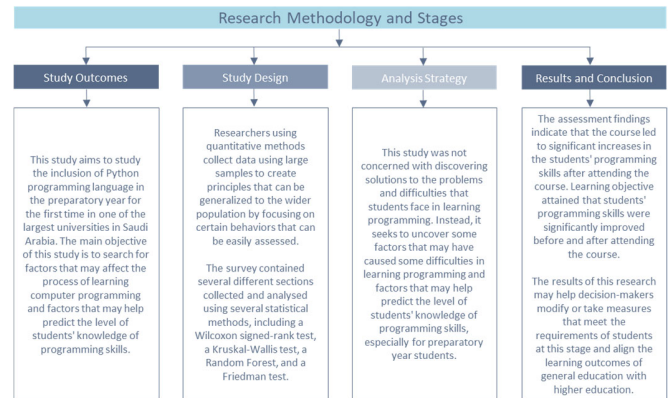 Research Methodology and Stages
Study Outcomes
This study aims to study
the inclusion of Python
programming language in
the preparatory year for
the first time in one of the
largest universities in Saudi
Arabia. The main objective
of this study is to search for
factors that may affect the
process of learning
computer programming
and factors that may help
predict the level of
students' knowledge of
programming skills.
Study Design
Researchers using
quantitative methods
collect data using large
samples to create
principles that can be
generalized to the wider
population by focusing on
certain behaviors that can
be easily assessed.
The survey contained
several different sections
collected and analysed
using several statistical
methods, including a
Wilcoxon signed-rank test,
a Kruskal-Wallis test, a
Random Forest, and a
Friedman test.
Analysis Strategy
This study was not
concerned with discovering
solutions to the problems
and difficulties that
students face in learning
programming. Instead, it
seeks to uncover some
factors that may have
caused some difficulties in
learning programming and
factors that may help
predict the level of
students' knowledge of
programming skills,
especially for preparatory
year students.
Results and Conclusion
The assessment findings
indicate that the course led
to significant increases in
the students' programming
skills after attending the
course. Learning objective
attained that students'
programming skills were
significantly improved
before and after attending
the course.
The results of this research
may help decision-makers
modify or take measures
that meet the
requirements of students
at this stage and align the
learning outcomes of
general education with
higher education.